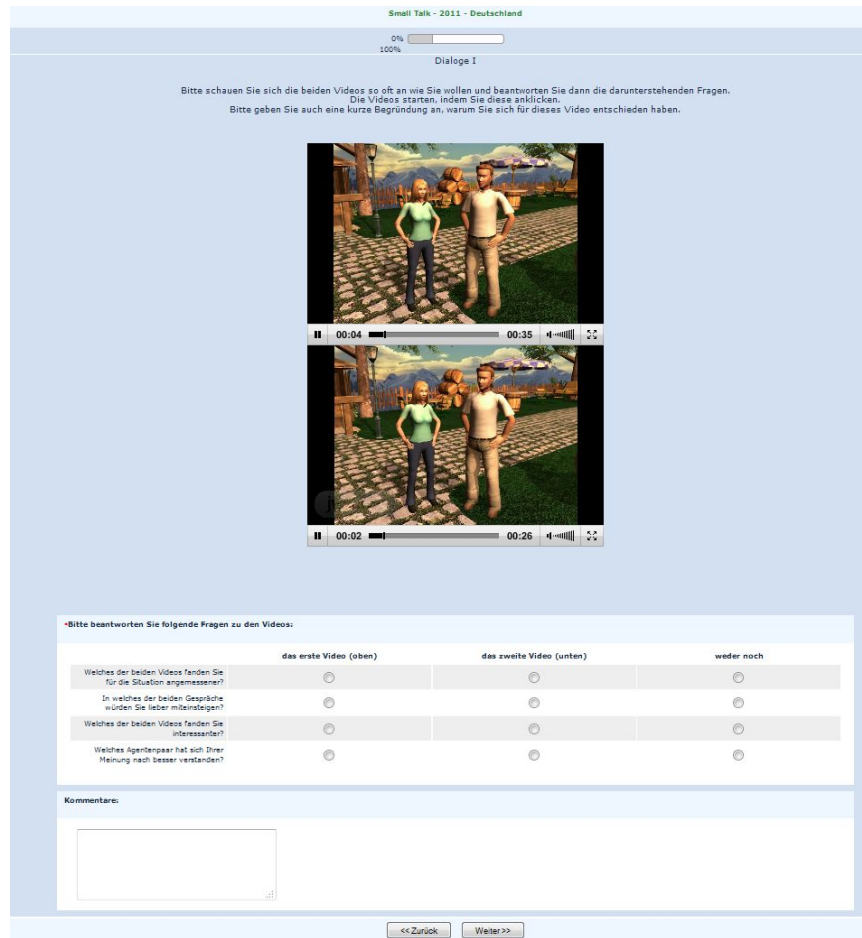 Small Talk - 2011 - Deutschland
0%
100%
Dialoge I
Bitte schauen Sie sich die beiden Videos so oft an wie Sie wollen und beantworten Sie dann die darunterstehenden Fragen.
Die Videos starten, indem Sie diese anklicken.
Bitte geben Sie auch eine kurze Begründung an, warum Sie sich für dieses Video entschieden haben.
00:04 00:35
00:02 00:26
*Bitte beantworten Sie folgende Fragen zu den Videos:
das erste Video (oben) das zweite Video (unten) weder noch
Welches der beiden Videos fanden Sie
für die Situation angemessener?
In welches der beiden Gespräche
würden Sie lieber miteinsteigen?
Welches der beiden Videos fanden Sie
interessanter?
Welches Agentenpaar hat sich Ihrer
Meinung nach besser verstanden?
Kommentare:
<< Zurück Weiter >>